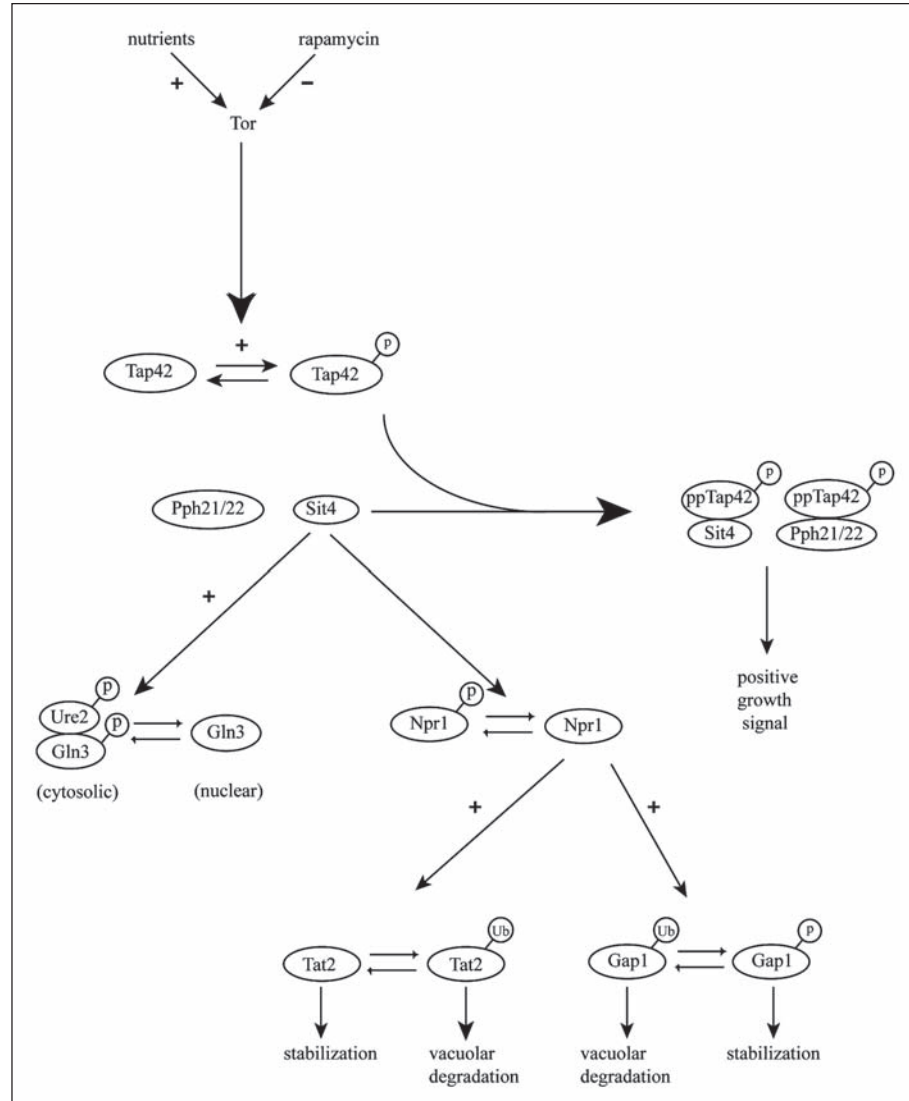 nutrients rapamycin
+ −
Tor
+
p
Tap42 Tap42
p p
ppTap42 ppTap42
Pph21/22 Sit4
Sit4 Pph21/22
+
p
p
Ure2 p
Npr1 Npr1
Gln3 Gln3
positive
growth
signal
(cytosolic) (nuclear)
+ +
Ub Ub p
Tat2 Tat2 Gap1 Gap1
stabilization vacuolar vacuolar stabilization
degradation degradation